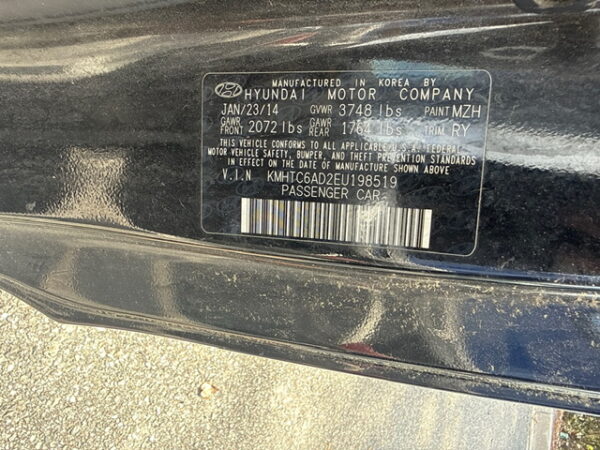 MANUFACTURED IN KOREA BY
HYUNDAI MOTOR COMPANY
JAN/23/14 GVWR 3748 lbs PAINT MZH
GAWR FRONT 2072 lbs GAWR REAR 1764 lbs TRIM RY
THIS VEHICLE CONFORMS TO ALL APPLICABLE U.S.A. FEDERAL
MOTOR VEHICLE SAFETY, BUMPER, AND THEFT PREVENTION STANDARDS
IN EFFECT ON THE DATE OF MANUFACTURE SHOWN ABOVE
V.I.N KMHTC6AD2EU198519
PASSENGER CAR